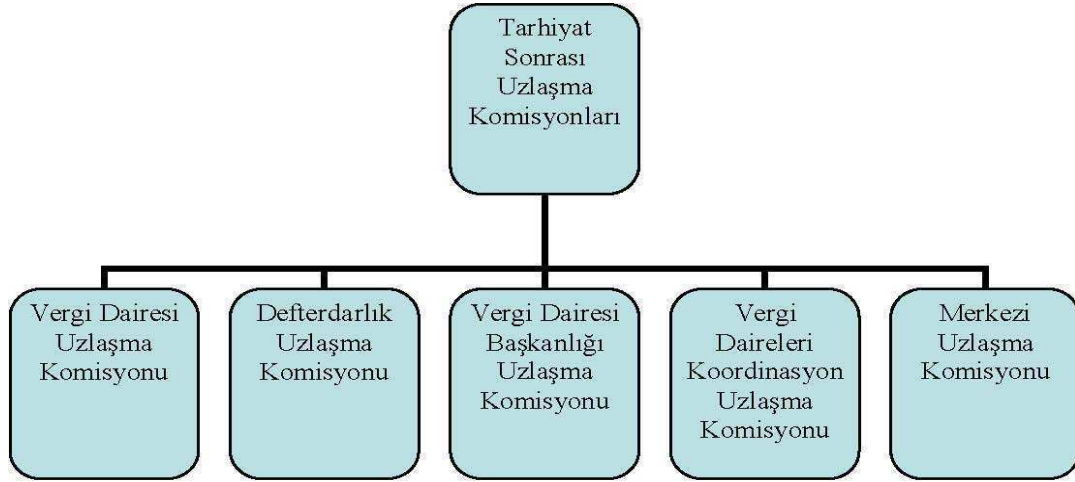 Tarhiyat
Sonrası
Uzlaşma
Komisyonları
Vergi Dairesi
Uzlaşma
Komisyonu
Defterdarlık
Uzlaşma
Komisyonu
Vergi Dairesi
Başkanlığı
Uzlaşma
Komisyonu
Vergi
Daireleri
Koordinasyon
Uzlaşma
Komisyonu
Merkezi
Uzlaşma
Komisyonu